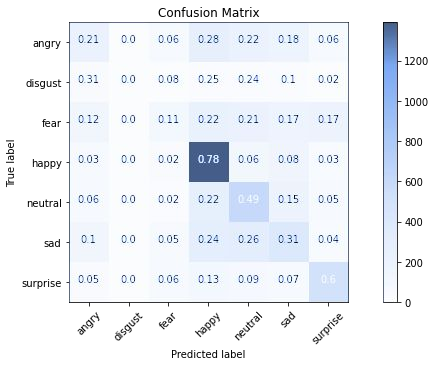 Confusion Matrix
angry 0.21 0.0 0.06 0.28 0.22 0.18 0.06
disgust 0.31 0.0 0.08 0.25 0.24 0.1 0.02
fear 0.12 0.0 0.11 0.22 0.21 0.17 0.17
happy 0.03 0.0 0.02 0.78 0.06 0.08 0.03
neutral 0.06 0.0 0.02 0.22 0.49 0.15 0.05
sad 0.1 0.0 0.05 0.24 0.26 0.31 0.04
surprise 0.05 0.0 0.06 0.13 0.09 0.07 0.6
angry disgust fear happy neutral sad surprise
True label
Predicted label
1200
1000
800
600
400
200
0